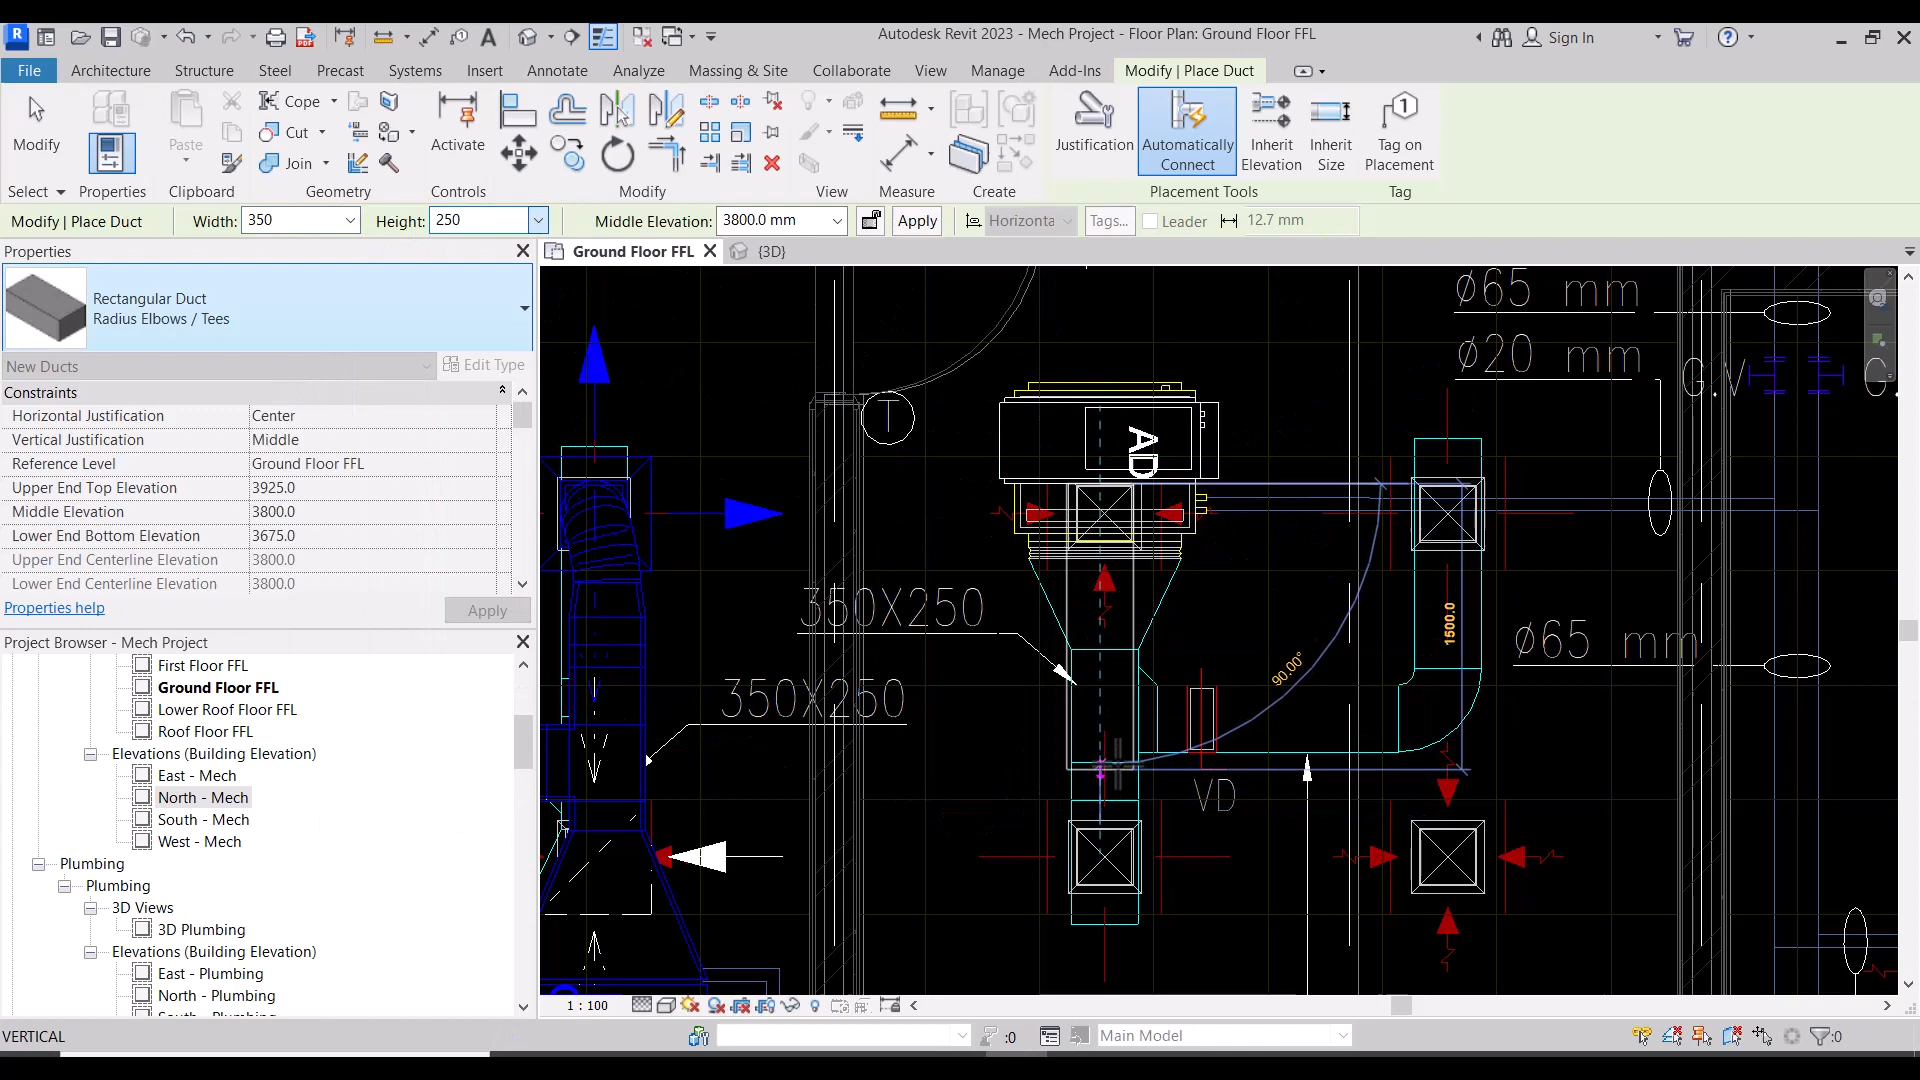 R
Autodesk Revit 2023 - Mech Project - Floor Plan: Ground Floor FFL
Sign In
File
Architecture
Structure
Steel
Precast
Systems
Insert
Annotate
Analyze
Massing & Site
Collaborate
View
Manage
Add-Ins
Modify | Place Duct
Modify
Paste
Cope
Cut
Join
Activate
Justification
Automatically
Connect
Inherit
Elevation
Inherit
Size
Tag on
Placement
Select
Properties
Clipboard
Geometry
Controls
Modify
View
Measure
Create
Placement Tools
Tag
Modify | Place Duct
Width: 350
Height: 250
Middle Elevation: 3800.0 mm
Apply
Horizonta
Tags...
Leader
12.7 mm
Properties
Ground Floor FFL
{3D}
Rectangular Duct
Radius Elbows / Tees
New Ducts
Edit Type
Constraints
Horizontal Justification Center
Vertical Justification Middle
Reference Level Ground Floor FFL
Upper End Top Elevation 3925.0
Middle Elevation 3800.0
Lower End Bottom Elevation 3675.0
Upper End Centerline Elevation 3800.0
Lower End Centerline Elevation 3800.0
Properties help
Apply
Project Browser - Mech Project
First Floor FFL
Ground Floor FFL
Lower Roof Floor FFL
Roof Floor FFL
Elevations (Building Elevation)
East - Mech
North - Mech
South - Mech
West - Mech
Plumbing
Plumbing
3D Views
3D Plumbing
Elevations (Building Elevation)
East - Plumbing
North - Plumbing
ø65 mm
ø20 mm
G.V
G.
T
AD
350X250
350X250
1500.0
90.00°
ø65 mm
VD
1 : 100
VERTICAL
:0
Main Model
:0